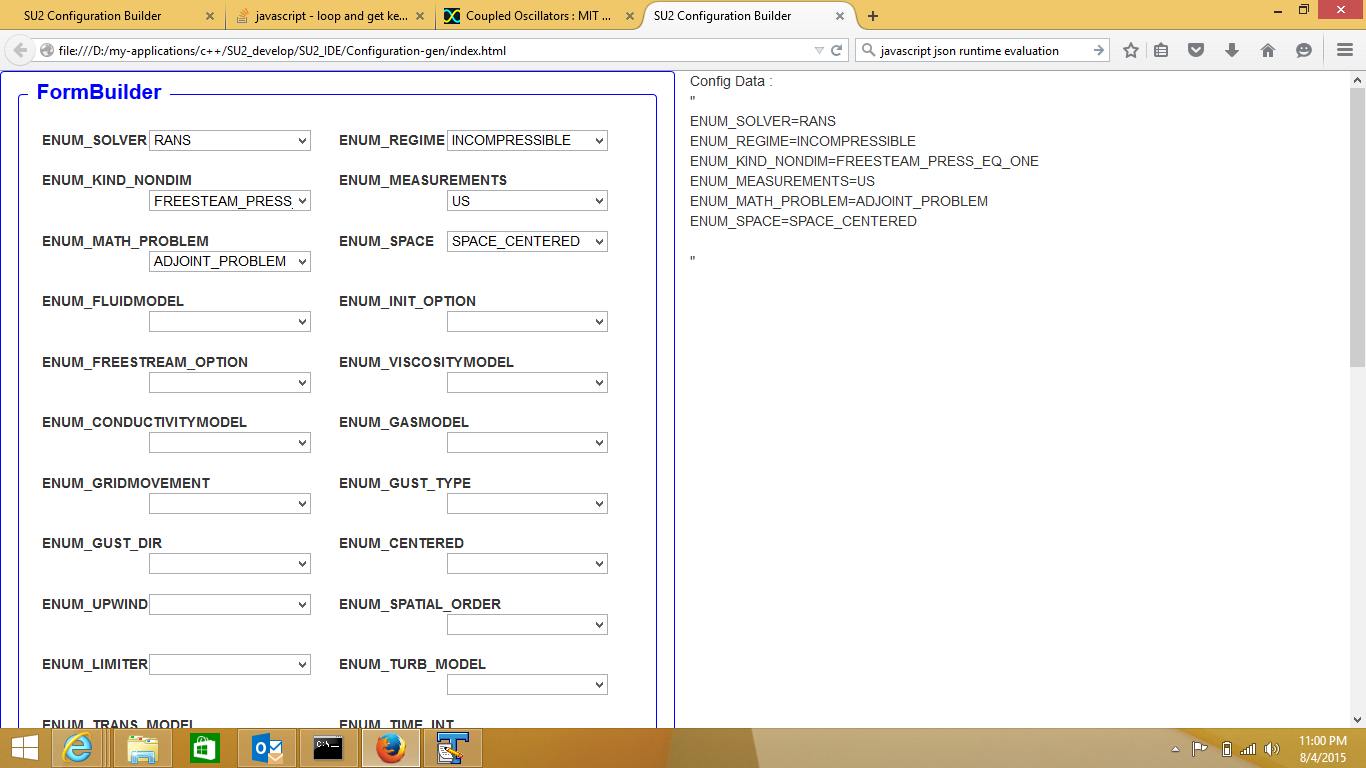 SU2 Configuration Builder
javascript - loop and get ke...
Coupled Oscillators : MIT ...
SU2 Configuration Builder
file:///D:/my-applications/c++/SU2_develop/SU2_IDE/Configuration-gen/index.html
javascript json runtime evaluation
FormBuilder
ENUM_SOLVER RANS
ENUM_REGIME INCOMPRESSIBLE
ENUM_KIND_NONDIM
FREESTEAM_PRESS_
ENUM_MEASUREMENTS
US
ENUM_MATH_PROBLEM
ADJOINT_PROBLEM
ENUM_SPACE SPACE_CENTERED
ENUM_FLUIDMODEL
ENUM_INIT_OPTION
ENUM_FREESTREAM_OPTION
ENUM_VISCOSITYMODEL
ENUM_CONDUCTIVITYMODEL
ENUM_GASMODEL
ENUM_GRIDMOVEMENT
ENUM_GUST_TYPE
ENUM_GUST_DIR
ENUM_CENTERED
ENUM_UPWIND
ENUM_SPATIAL_ORDER
ENUM_LIMITER
ENUM_TURB_MODEL
ENUM_TRANS_MODEL
ENUM_TIME_INT
Config Data :
"
ENUM_SOLVER=RANS
ENUM_REGIME=INCOMPRESSIBLE
ENUM_KIND_NONDIM=FREESTEAM_PRESS_EQ_ONE
ENUM_MEASUREMENTS=US
ENUM_MATH_PROBLEM=ADJOINT_PROBLEM
ENUM_SPACE=SPACE_CENTERED
"
11:00 PM
8/4/2015